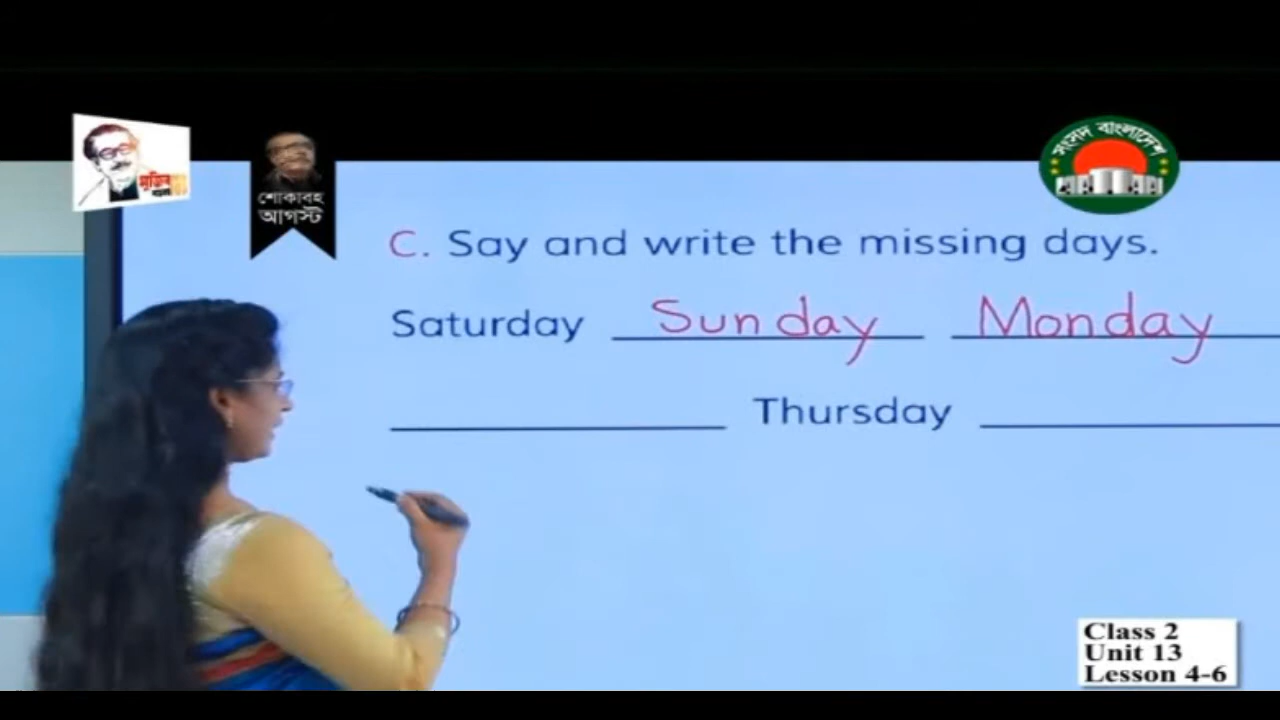 মুজিব
শোকাবহ
আগস্ট
সংসদ বাংলাদেশ
C. Say and write the missing days.
Saturday Sunday Monday
Thursday
Class 2
Unit 13
Lesson 4-6